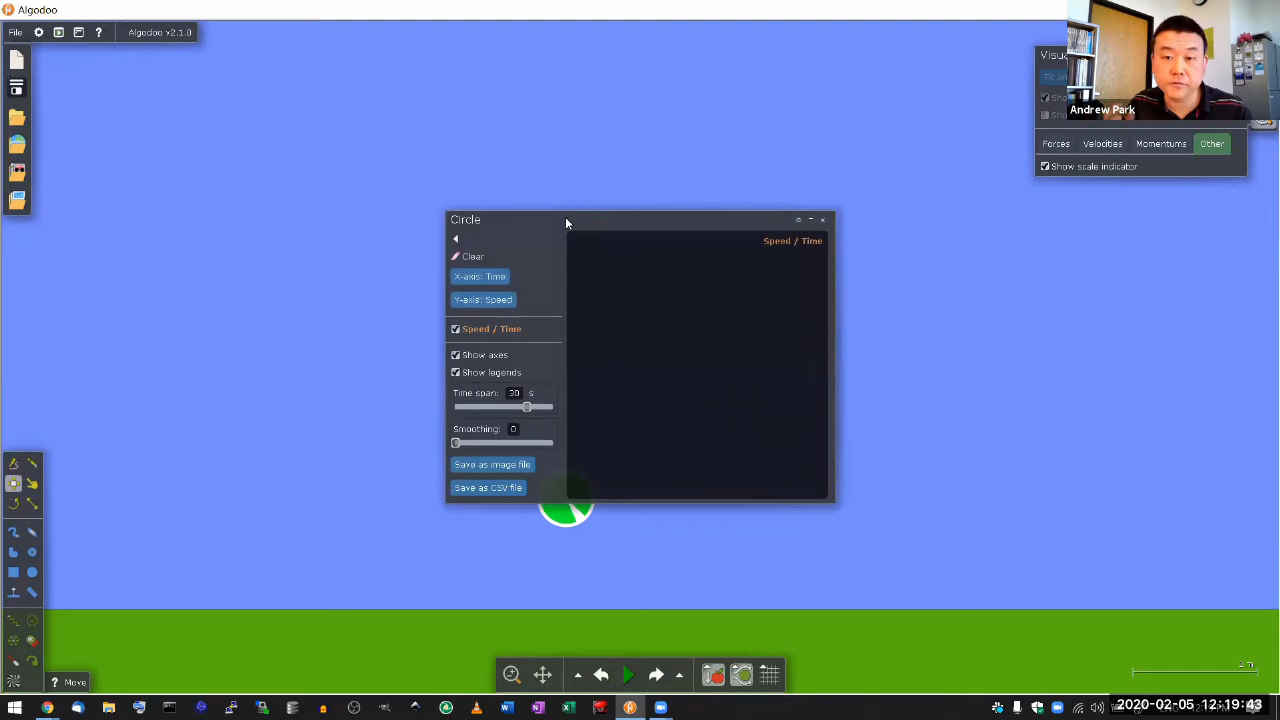 Algodoo
File
?
Algodoo v2.1.0
Andrew Park
Forces
Velocities
Momentums
Other
Show scale indicator
Circle
Clear
X-axis: Time
Y-axis: Speed
Speed / Time
Show axes
Show legends
Time span: 30 s
Smoothing: 0
Save as image file
Save as CSV file
Speed / Time
? Move
1 m
2020-02-05 12:19:43